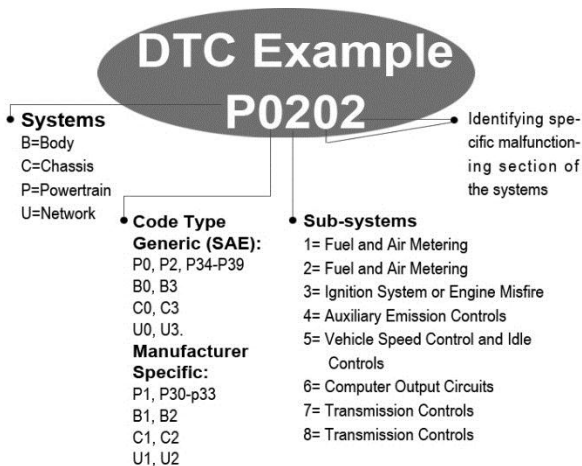 DTC Example
P0202
Systems
B=Body
C=Chassis
P=Powertrain
U=Network
Code Type
Generic (SAE):
P0, P2, P34-P39
B0, B3
C0, C3
U0, U3.
Manufacturer
Specific:
P1, P30-p33
B1, B2
C1, C2
U1, U2
Sub-systems
1= Fuel and Air Metering
2= Fuel and Air Metering
3= Ignition System or Engine Misfire
4= Auxiliary Emission Controls
5= Vehicle Speed Control and Idle
Controls
6= Computer Output Circuits
7= Transmission Controls
8= Transmission Controls
Identifying spe-
cific malfunction-
ing section of
the systems